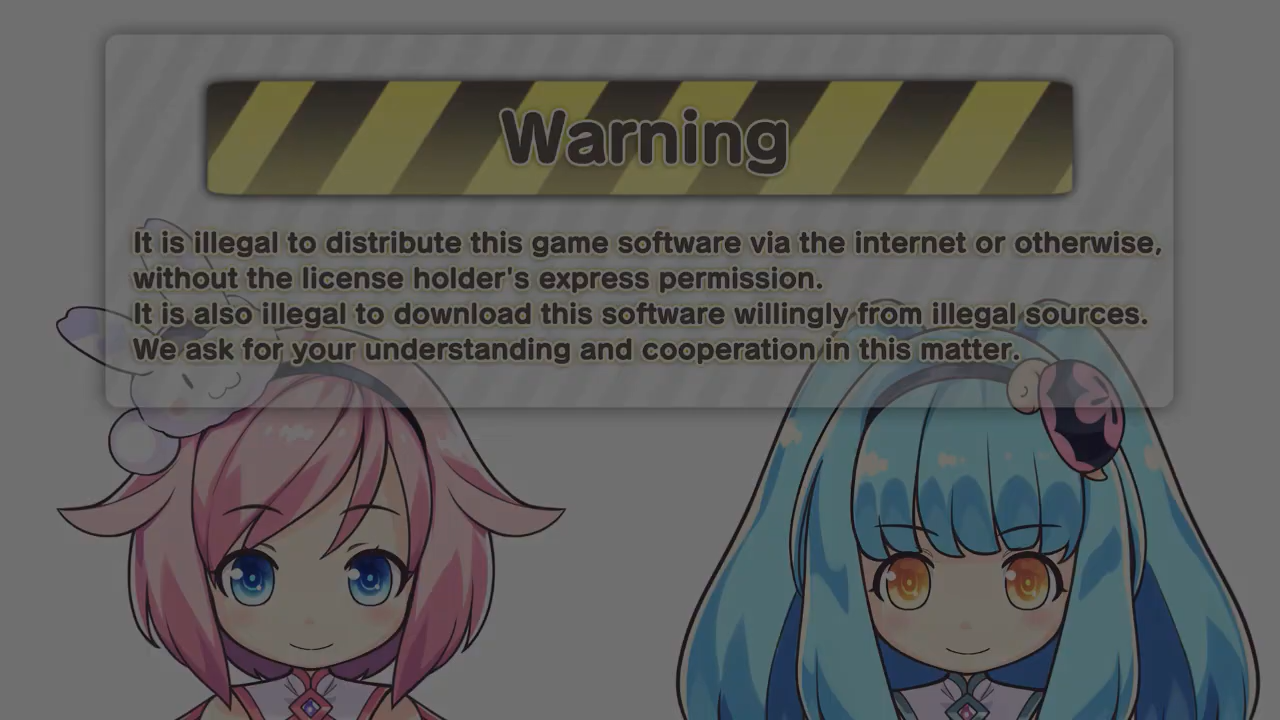 Warning
It is illegal to distribute this game software via the internet or otherwise,
without the license holder's express permission.
It is also illegal to download this software willingly from illegal sources.
We ask for your understanding and cooperation in this matter.